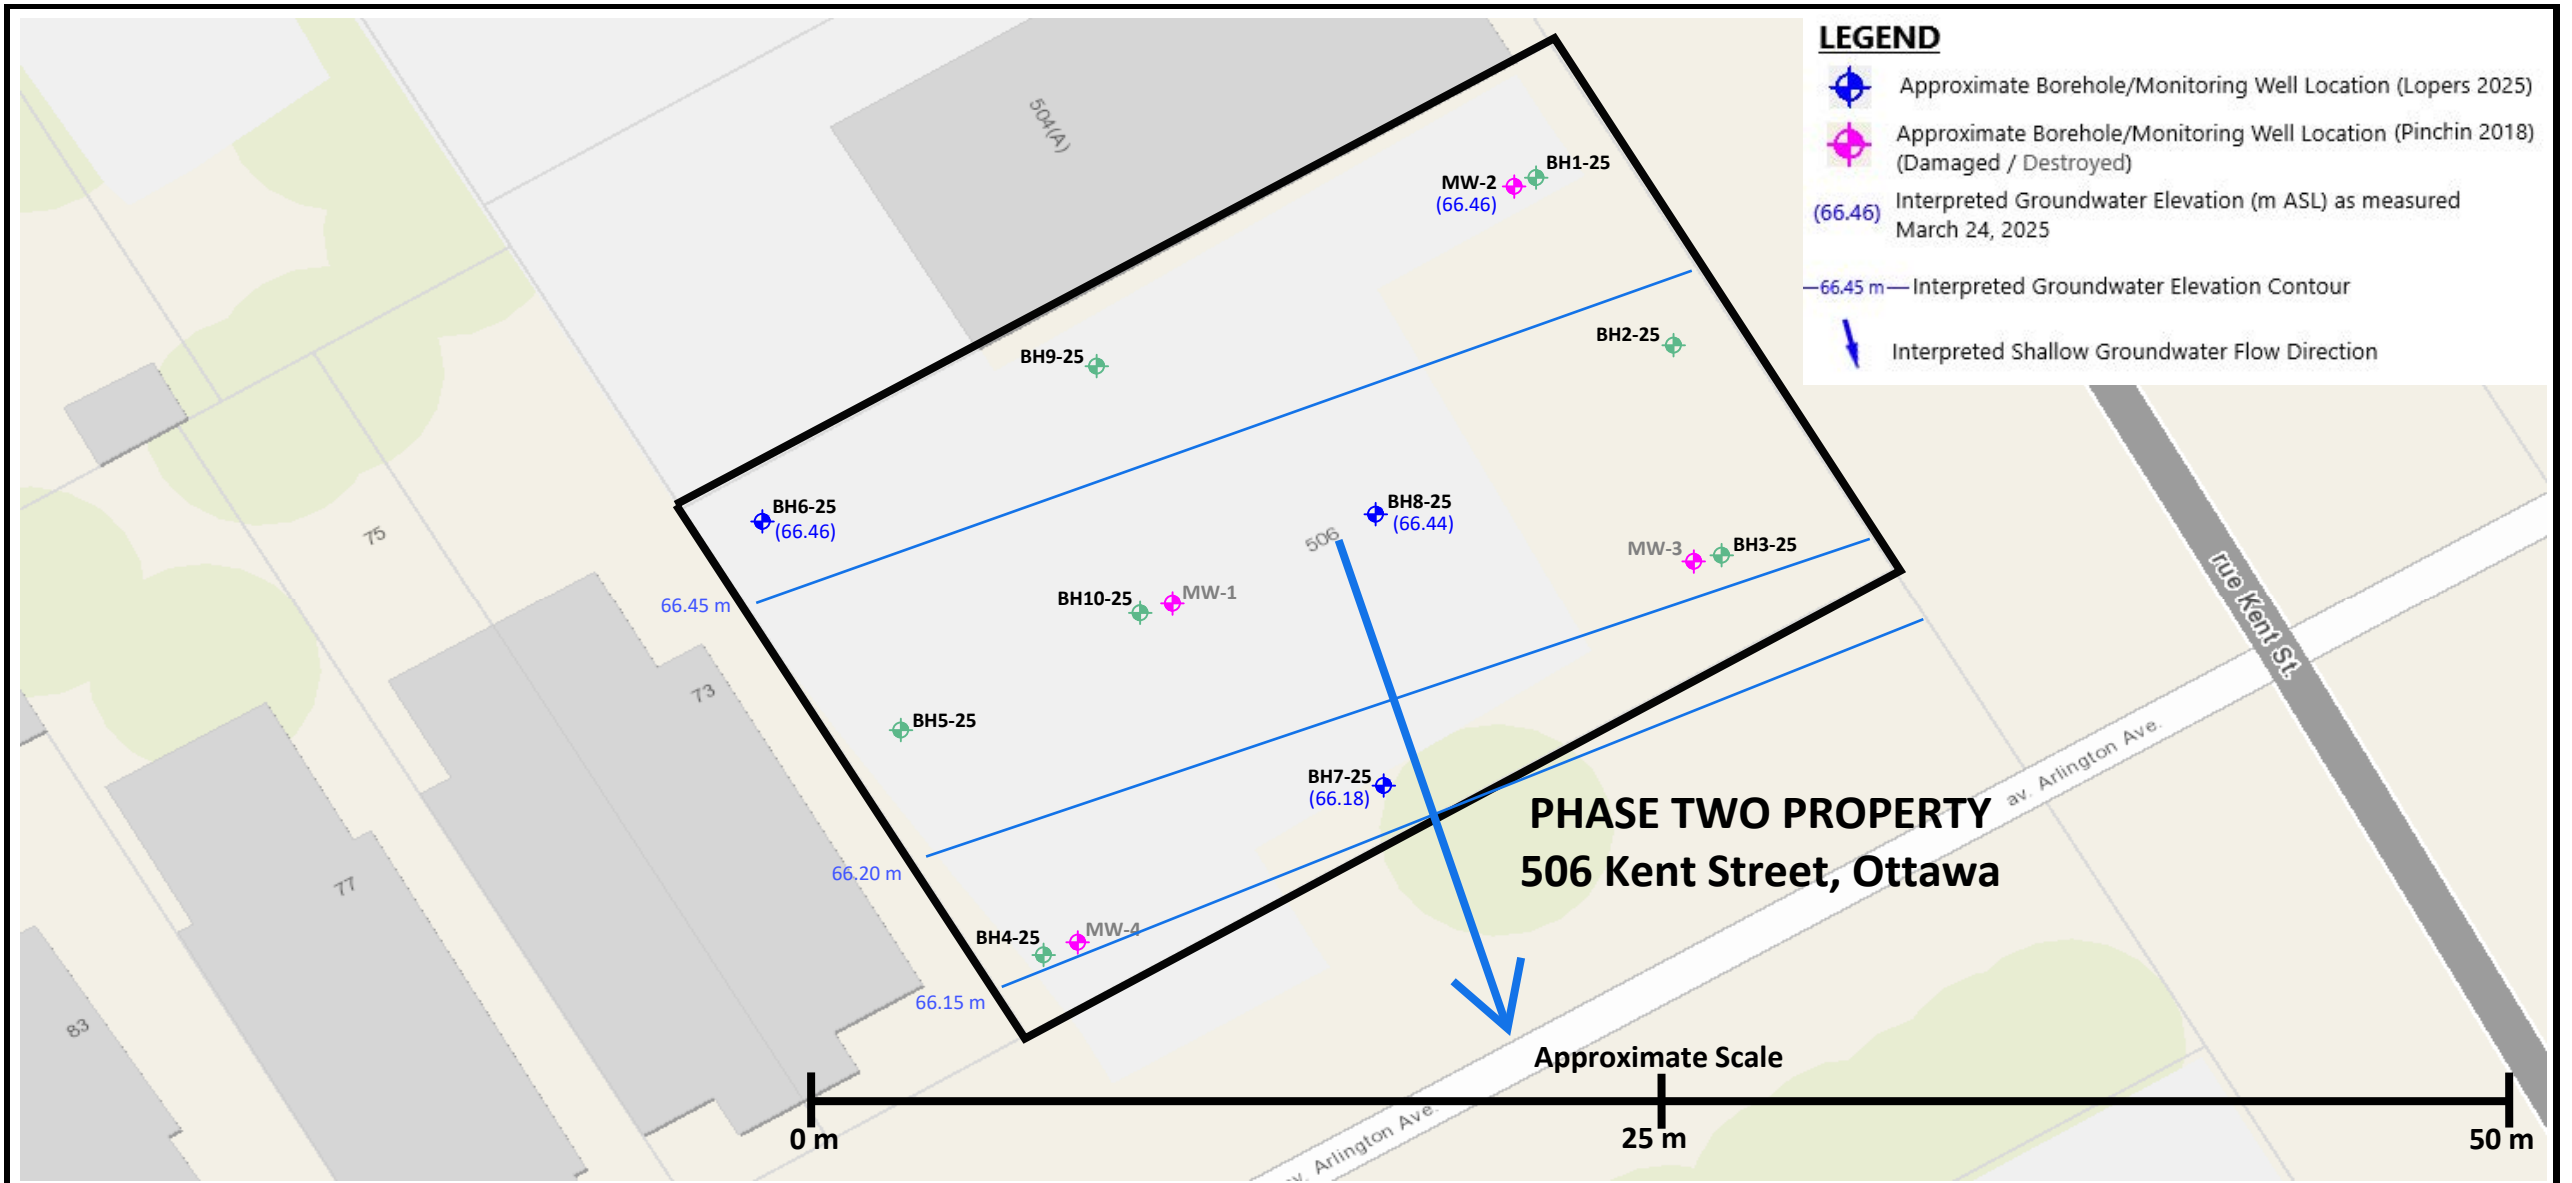 LEGEND
Approximate Borehole/Monitoring Well Location (Lopers 2025)
Approximate Borehole/Monitoring Well Location (Pinchin 2018)
(Damaged / Destroyed)
(66.46)
Interpreted Groundwater Elevation (m ASL) as measured
March 24, 2025
66.45 m
Interpreted Groundwater Elevation Contour
Interpreted Shallow Groundwater Flow Direction
504(A)
BH1-25
MW-2
(66.46)
BH2-25
BH9-25
BH6-25
(66.46)
BH8-25
(66.44)
506
75
MW-3
BH3-25
BH10-25
MW-1
66.45 m
rue Kent St.
73
BH5-25
BH7-25
(66.18)
av. Arlington Ave.
PHASE TWO PROPERTY
506 Kent Street, Ottawa
66.20 m
77
BH4-25
MW-4
66.15 m
83
Approximate Scale
0 m
25 m
50 m
av. Arlington Ave.